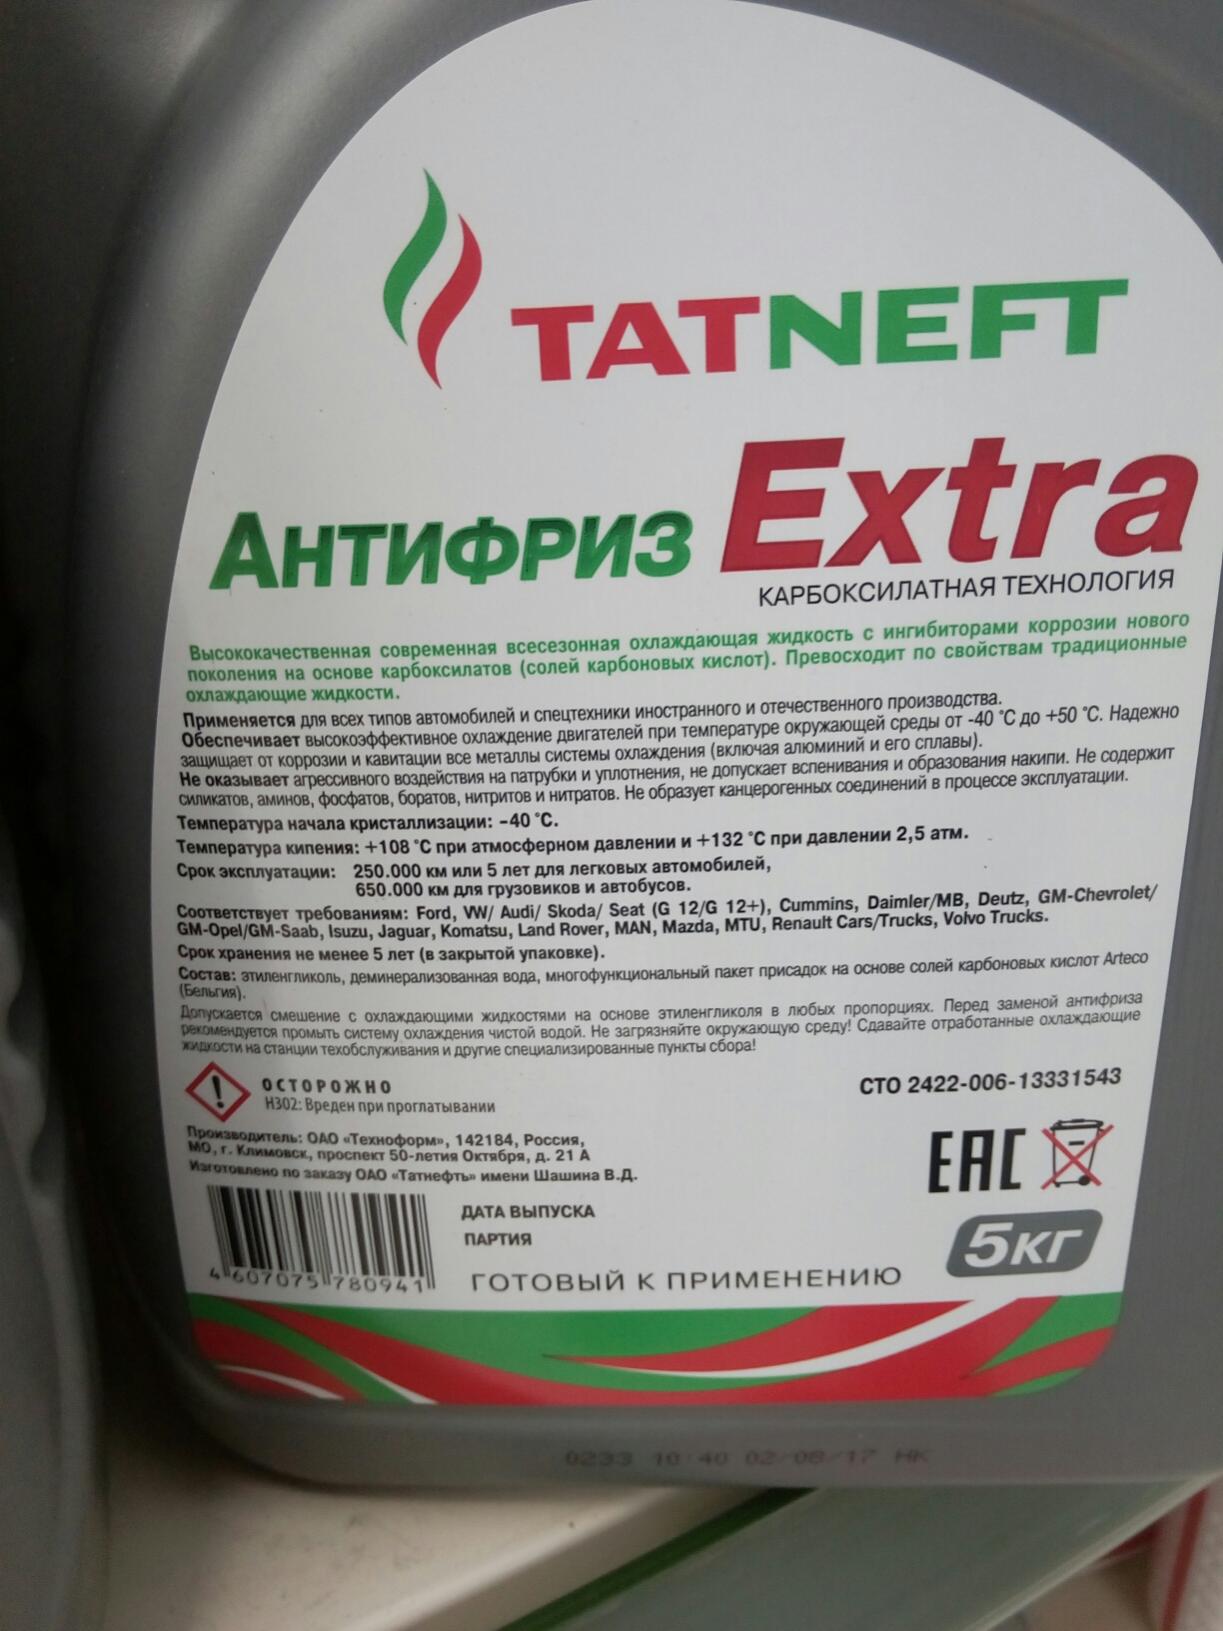 TATNEFT
Антифриз Extra
КАРБОКСИЛАТНАЯ ТЕХНОЛОГИЯ
Высококачественная современная всесезонная охлаждающая жидкость с ингибиторами коррозии нового
поколения на основе карбоксилатов (солей карбоновых кислот). Превосходит по свойствам традиционные
охлаждающие жидкости.
Применяется для всех типов автомобилей и спецтехники иностранного и отечественного производства.
Обеспечивает высокоэффективное охлаждение двигателей при температуре окружающей среды от -40 °С до +50 °С. Надежно
защищает от коррозии и кавитации все металлы системы охлаждения (включая алюминий и его сплавы).
Не оказывает агрессивного воздействия на патрубки и уплотнения, не допускает вспенивания и образования накипи. Не содержит
силикатов, аминов, фосфатов, боратов, нитритов и нитратов. Не образует канцерогенных соединений в процессе эксплуатации.
Температура начала кристаллизации: -40 °С.
Температура кипения: +108 °С при атмосферном давлении и +132 °С при давлении 2,5 атм.
Срок эксплуатации: 250.000 км или 5 лет для легковых автомобилей,
650.000 км для грузовиков и автобусов.
Соответствует требованиям: Ford, VW/ Audi/ Skoda/ Seat (G 12/G 12+), Cummins, Daimler/MB, Deutz, GM-Chevrolet/
GM-Opel/GM-Saab, Isuzu, Jaguar, Komatsu, Land Rover, MAN, Mazda, MTU, Renault Cars/Trucks, Volvo Trucks.
Срок хранения не менее 5 лет (в закрытой упаковке).
Состав: этиленгликоль, деминерализованная вода, многофункциональный пакет присадок на основе солей карбоновых кислот Arteco
(Бельгия).
Допускается смешение с охлаждающими жидкостями на основе этиленгликоля в любых пропорциях. Перед заменой антифриза
рекомендуется промыть систему охлаждения чистой водой. Не загрязняйте окружающую среду! Сдавайте отработанные охлаждающие
жидкости на станции техобслуживания и другие специализированные пункты сбора!
ОСТОРОЖНО
H302: Вреден при проглатывании
СТО 2422-006-13331543
Производитель: ОАО «Техноформ», 142184, Россия,
МО, г. Климовск, проспект 50-летия Октября, д. 21 А
Изготовлено по заказу ОАО «Татнефть» имени Шашина В.Д.
EAC
ДАТА ВЫПУСКА
ПАРТИЯ
5кг
4 607075 780941
ГОТОВЫЙ К ПРИМЕНЕНИЮ
0233 10:40 02/08/17 НК